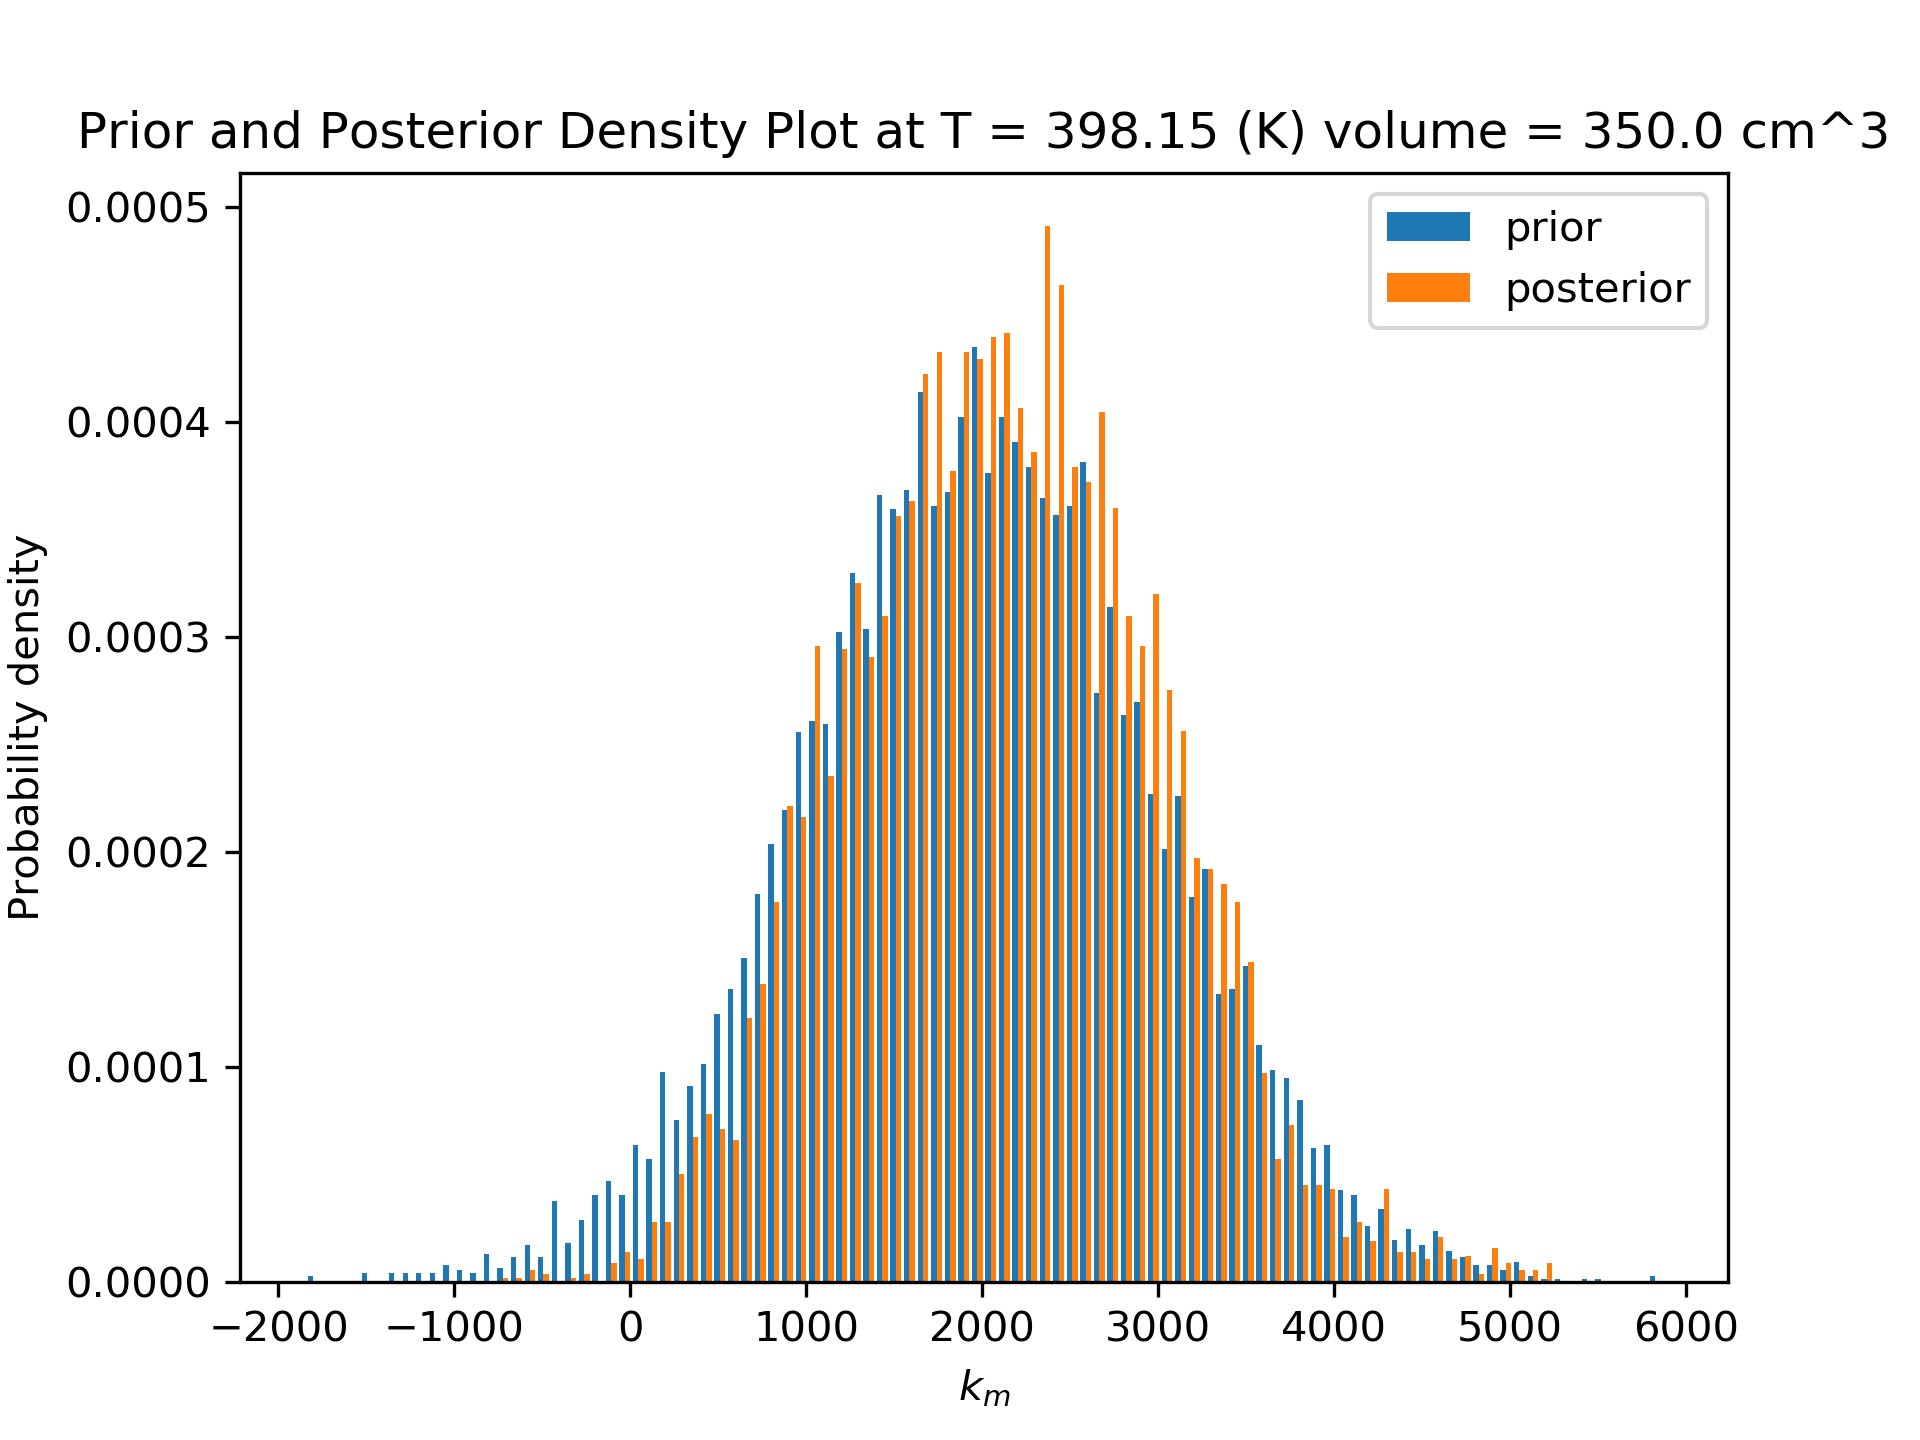 Prior and Posterior Density Plot at T = 398.15 (K) volume = 350.0 cm^3
prior
posterior
Probability density
0.0005
0.0004
0.0003
0.0002
0.0001
0.0000
−2000 −1000 0 1000 2000 3000 4000 5000 6000
k_m